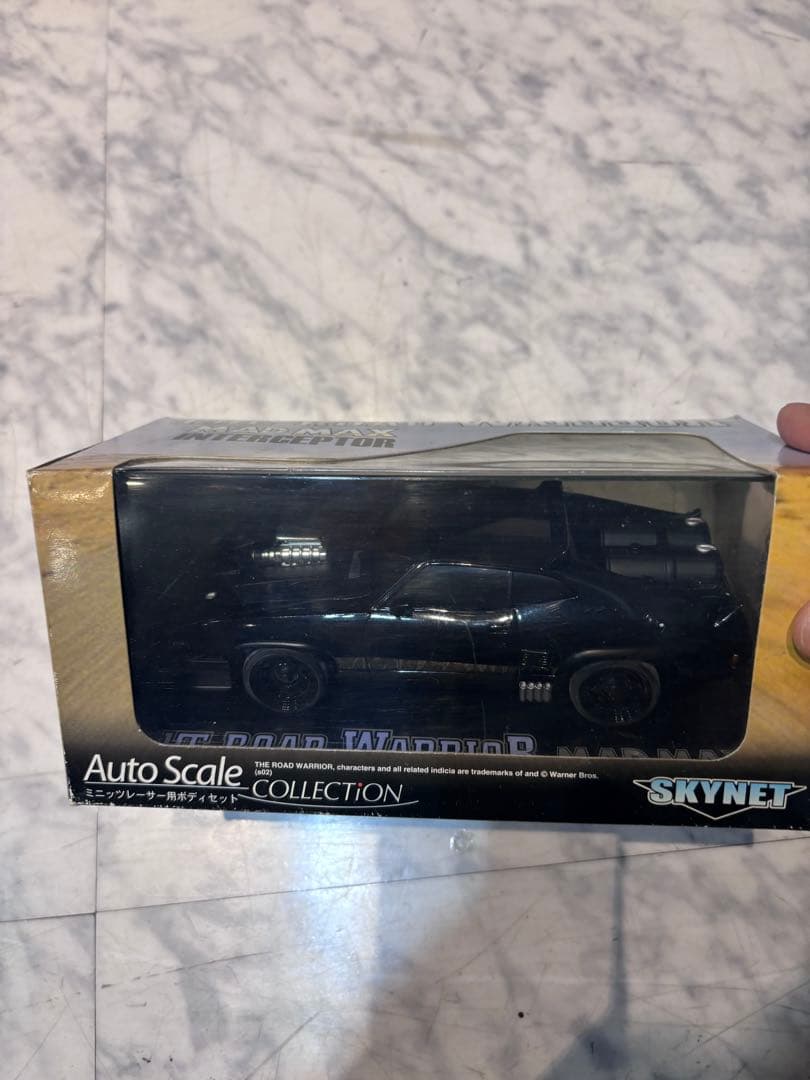 MAD MAX
INTERCEPTOR
ROAD WARRIOR MAD MAX
Auto Scale
COLLECTiON
ミニッツレーサー用ボディセット
THE ROAD WARRIOR, characters and all related indicia are trademarks of and © Warner Bros.
(s02)
SKYNET